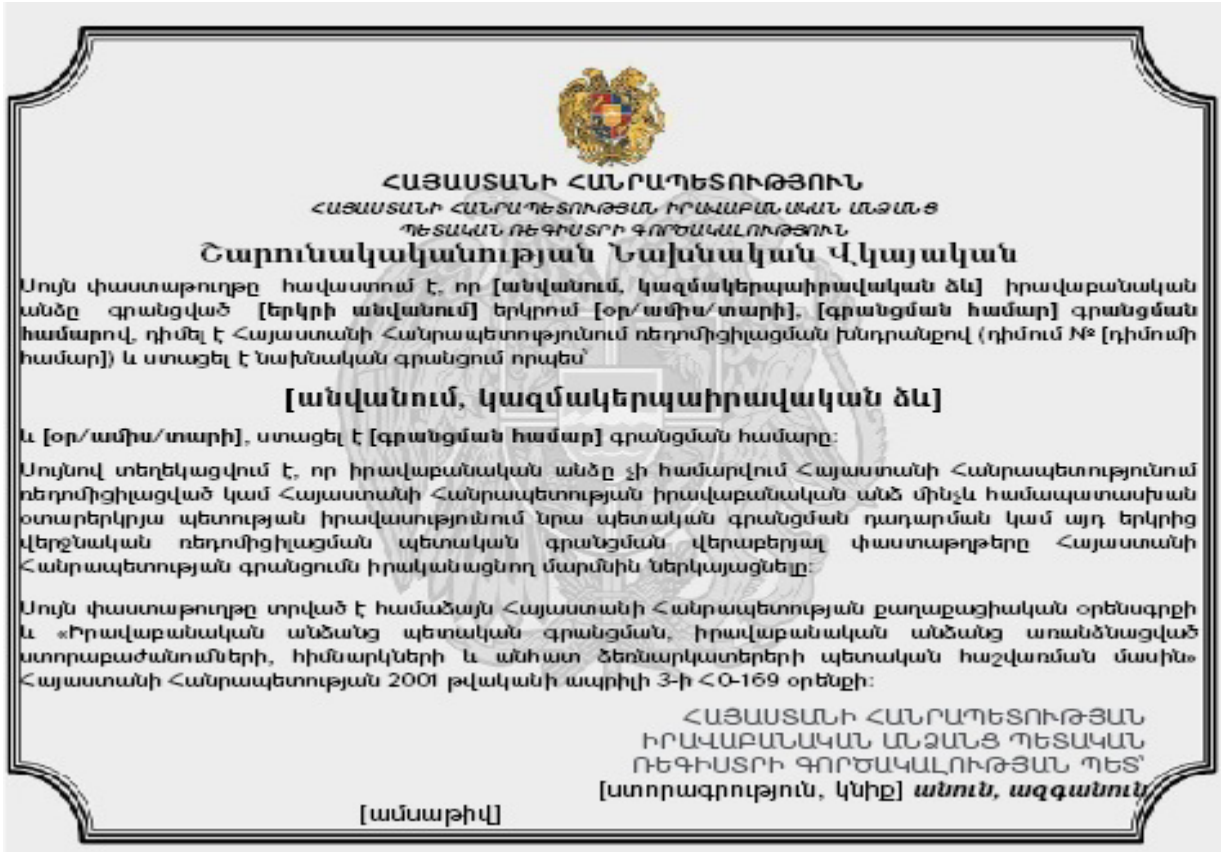 ՀԱՅԱՍՏԱՆԻ ՀԱՆՐԱՊԵՏՈՒԹՅՈՒՆ
ՀԱՅԱՍՏԱՆԻ ՀԱՆՐԱՊԵՏՈՒԹՅԱՆ ԻՐԱՎԱԲԱՆԱԿԱՆ ԱՆՁԱՆՑ
ՊԵՏԱԿԱՆ ՌԵԳԻՍՏՐԻ ԳՈՐԾԱԿԱԼՈՒԹՅՈՒՆ
Շարունակականության Նախնական Վկայական
Սույն փաստաթուղթը հավաստում է, որ [անվանում, կազմակերպաիրավական ձև] իրավաբանական
անձը գրանցված [երկրի անվանում] երկրում [օր/ամիս/տարի], [գրանցման համար] գրանցման
համարով, դիմել է Հայաստանի Հանրապետությունում ռեդոմիցիլացման խնդրանքով (դիմում № [դիմումի
համար]) և ստացել է նախնական գրանցում որպես՝
[անվանում, կազմակերպաիրավական ձև]
և [օր/ամիս/տարի], ստացել է [գրանցման համար] գրանցման համարը:
Սույնով տեղեկացվում է, որ իրավաբանական անձը չի համարվում Հայաստանի Հանրապետությունում
ռեդոմիցիլացված կամ Հայաստանի Հանրապետության իրավաբանական անձ մինչև համապատասխան
օտարերկրյա պետության իրավասությունում նրա պետական գրանցման դադարման կամ այդ երկրից
վերջնական ռեդոմիցիլացման պետական գրանցման վերաբերյալ փաստաթղթերը Հայաստանի
Հանրապետության գրանցումն իրականացնող մարմնին ներկայացնելը:
Սույն փաստաթուղթը տրված է համաձայն Հայաստանի Հանրապետության քաղաքացիական օրենսգրքի
և «Իրավաբանական անձանց պետական գրանցման, իրավաբանական անձանց առանձնացված
ստորաբաժանումների, հիմնարկների և անհատ ձեռնարկատերերի պետական հաշվառման մասին»
Հայաստանի Հանրապետության 2001 թվականի ապրիլի 3-ի ՀՕ-169 օրենքի:
ՀԱՅԱՍՏԱՆԻ ՀԱՆՐԱՊԵՏՈՒԹՅԱՆ
ԻՐԱՎԱԲԱՆԱԿԱՆ ԱՆՁԱՆՑ ՊԵՏԱԿԱՆ
ՌԵԳԻՍՏՐԻ ԳՈՐԾԱԿԱԼՈՒԹՅԱՆ ՊԵՏ՝
[ստորագրություն, կնիք] անուն, ազգանուն
[ամսաթիվ]